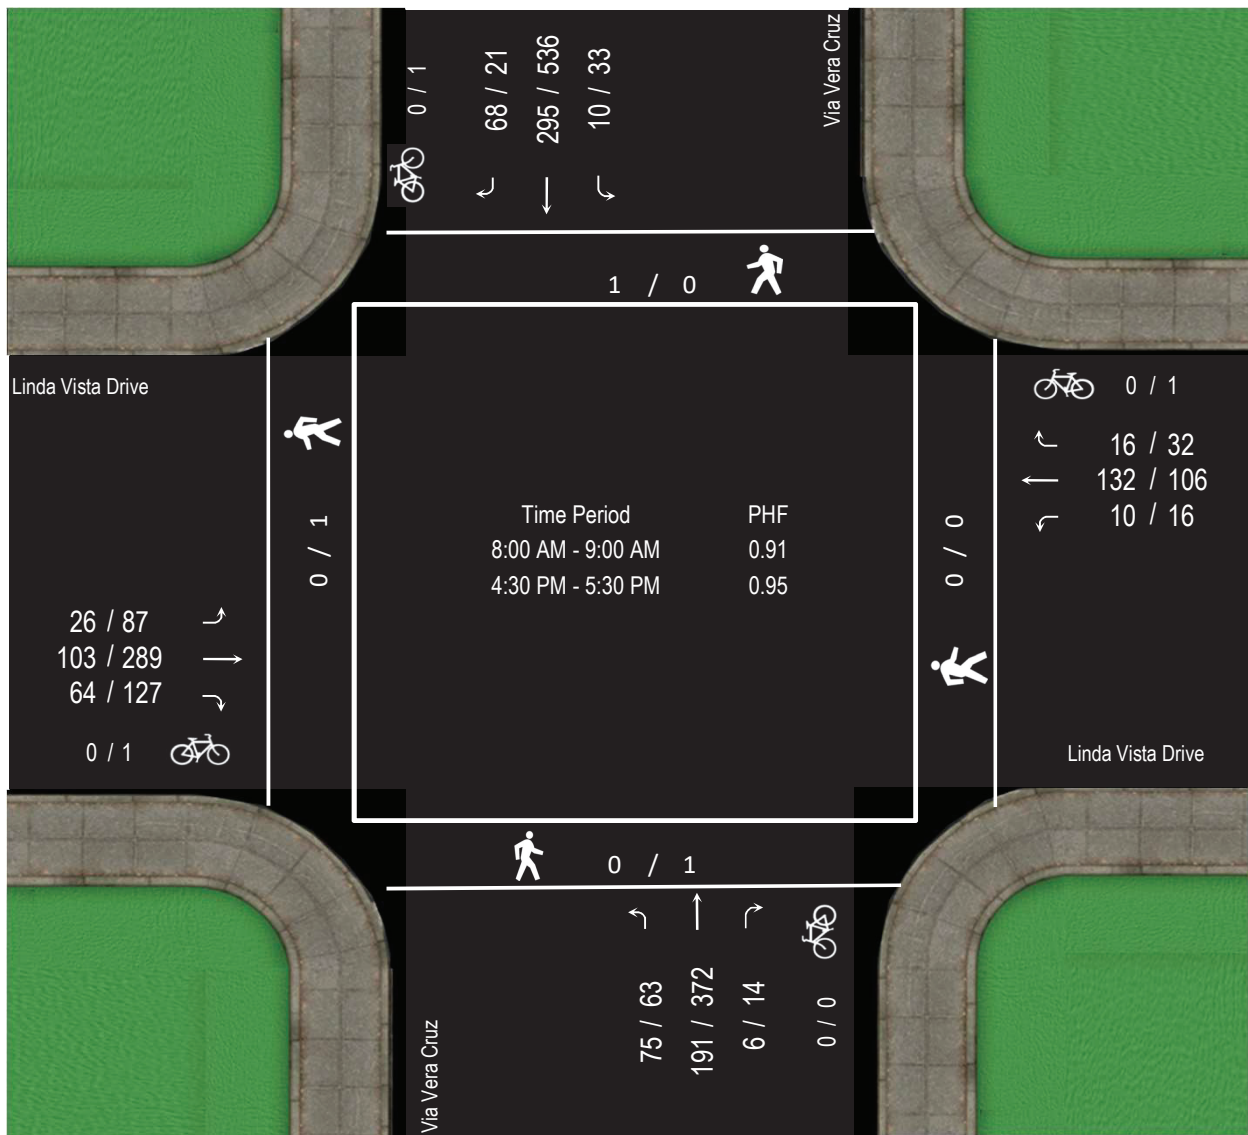 0 / 1
68 / 21
295 / 536
10 / 33
Via Vera Cruz
1 / 0
Linda Vista Drive
0 / 1
16 / 32
132 / 106
10 / 16
0 / 1
Time Period PHF
8:00 AM - 9:00 AM 0.91
4:30 PM - 5:30 PM 0.95
0 / 0
26 / 87
103 / 289
64 / 127
0 / 1
Linda Vista Drive
0 / 1
75 / 63
191 / 372
6 / 14
0 / 0
Via Vera Cruz